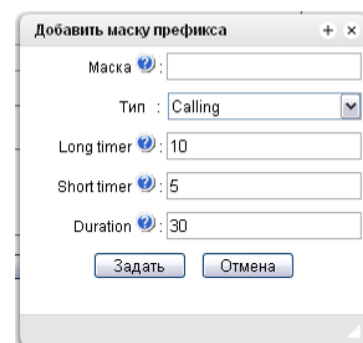 Добавить маску префикса + ×
Маска ? :
Тип : Calling
Long timer ? : 10
Short timer ? : 5
Duration ? : 30
Задать Отмена